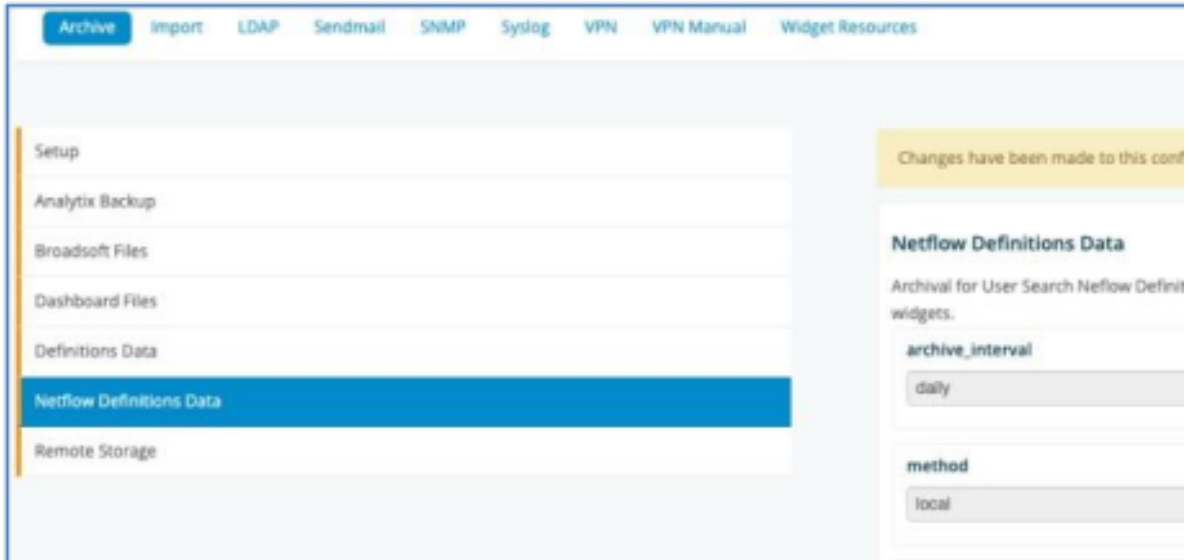 Archive Import LDAP Sendmail SNMP Syslog VPN VPN Manual Widget Resources
Setup
Analytix Backup
Broadsoft Files
Dashboard Files
Definitions Data
Netflow Definitions Data
Remote Storage
Changes have been made to this conf
Netflow Definitions Data
Archival for User Search Neflow Definit
widgets.
archive_interval
daily
method
local